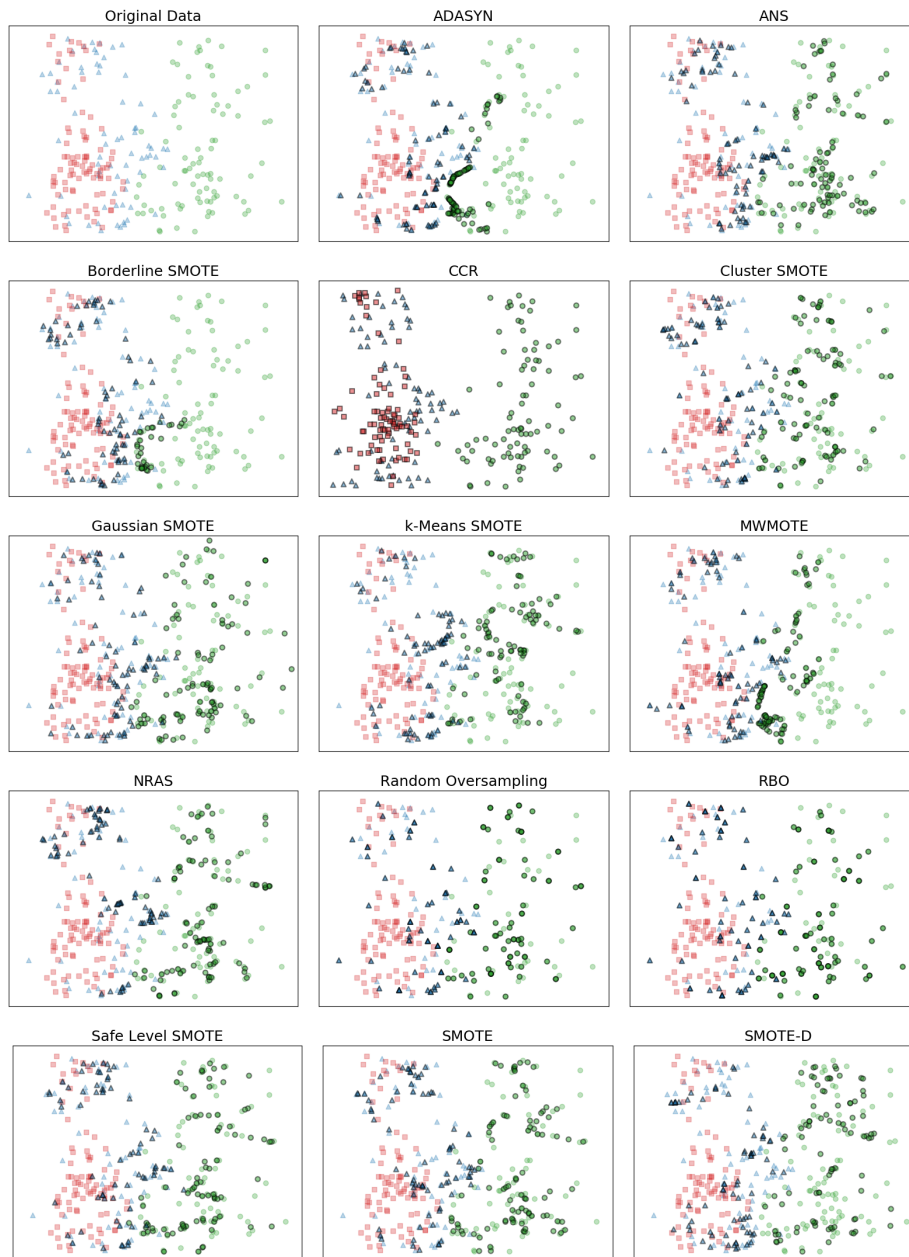 Original Data
ADASYN
ANS
Borderline SMOTE
CCR
Cluster SMOTE
Gaussian SMOTE
k-Means SMOTE
MWMOTE
NRAS
Random Oversampling
RBO
Safe Level SMOTE
SMOTE
SMOTE-D